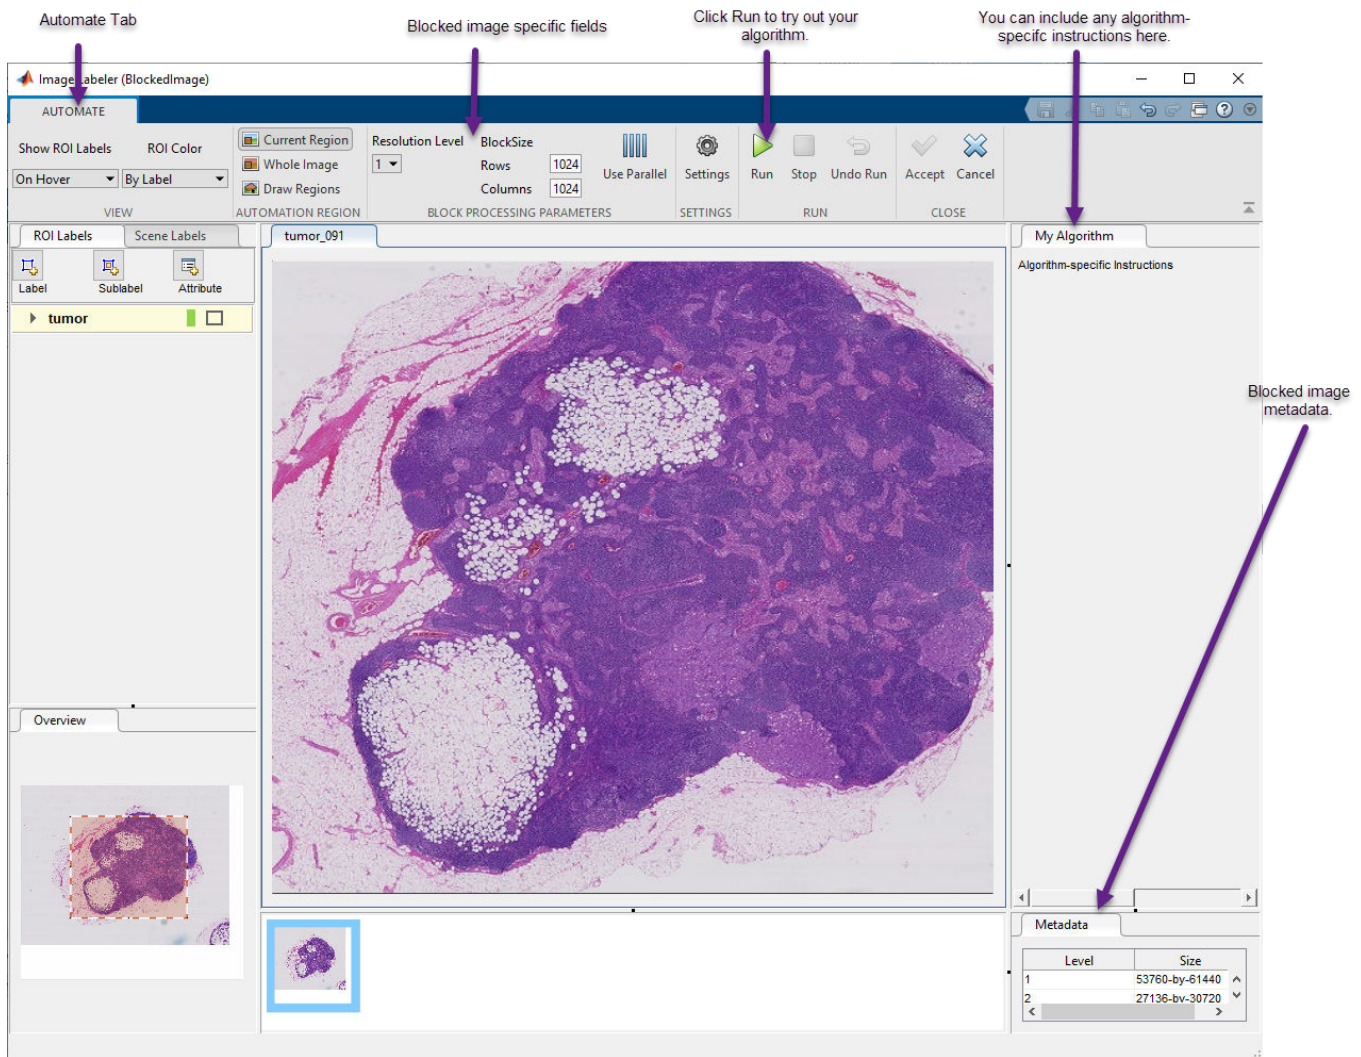 Automate Tab
Blocked image specific fields
Click Run to try out your
algorithm.
You can include any algorithm-
specifc instructions here.
Image Labeler (BlockedImage)
AUTOMATE
Show ROI Labels
ROI Color
On Hover
By Label
VIEW
Current Region
Whole Image
Draw Regions
AUTOMATION REGION
Resolution Level
1
BlockSize
Rows 1024
Columns 1024
Use Parallel
BLOCK PROCESSING PARAMETERS
Settings
SETTINGS
Run
Stop
Undo Run
RUN
Accept
Cancel
CLOSE
ROI Labels
Scene Labels
Label
Sublabel
Attribute
tumor
tumor_091
My Algorithm
Algorithm-specific Instructions
Blocked image
metadata.
Overview
Metadata
Level Size
1 53760-by-61440
2 27136-by-30720